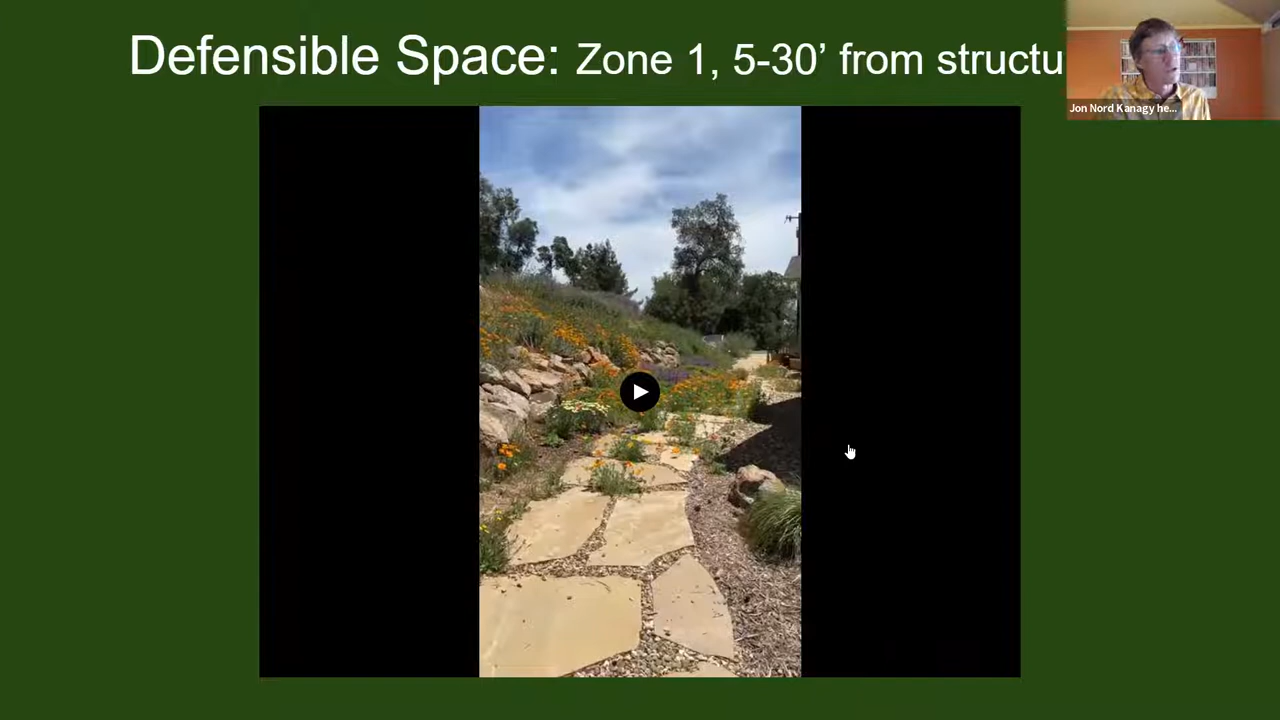 Defensible Space: Zone 1, 5-30’ from structu
Jon Nord Kanagy he...